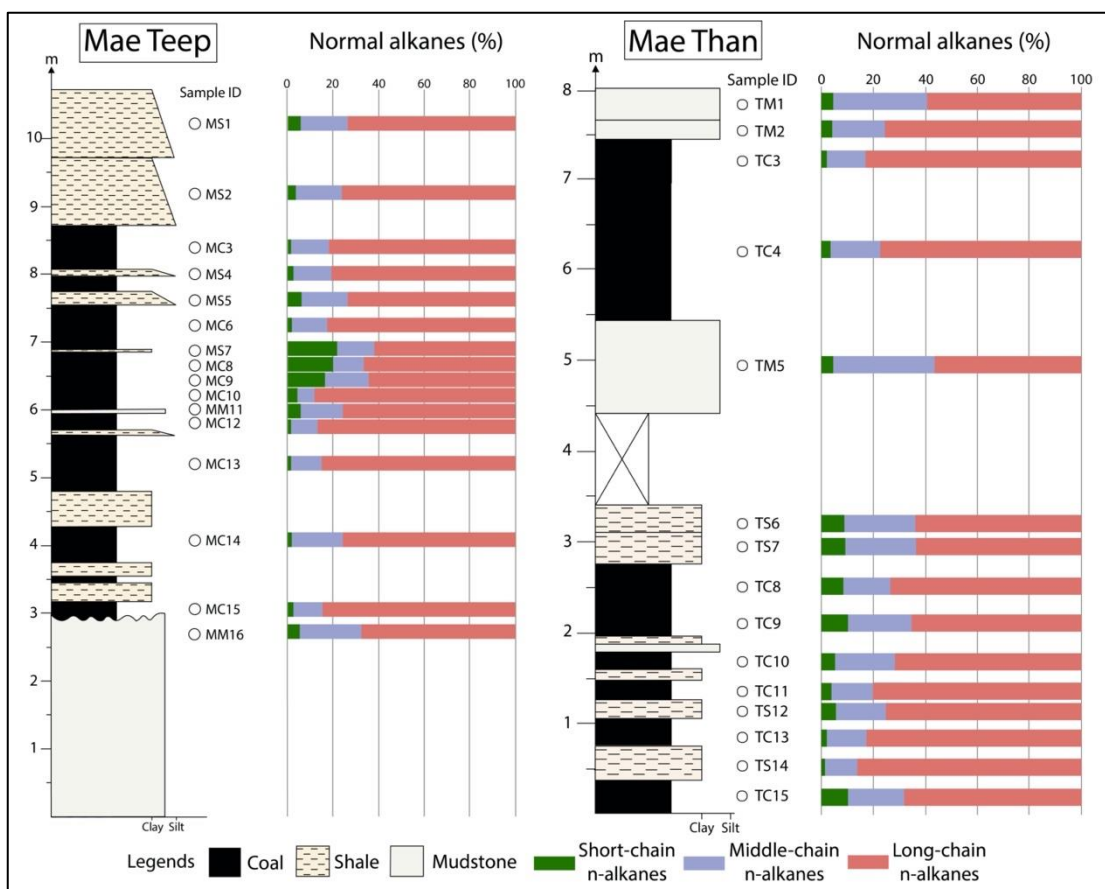 Mae Teep
Normal alkanes (%)
m
Sample ID
0 20 40 60 80 100
10
9
8
7
6
5
4
3
2
1
MS1
MS2
MC3
MS4
MS5
MC6
MS7
MC8
MC9
MC10
MM11
MC12
MC13
MC14
MC15
MM16
Clay Silt
Mae Than
Normal alkanes (%)
m
Sample ID
0 20 40 60 80 100
8
7
6
5
4
3
2
1
TM1
TM2
TC3
TC4
TM5
TS6
TS7
TC8
TC9
TC10
TC11
TS12
TC13
TS14
TC15
Clay Silt
Legends Coal Shale Mudstone Short-chain n-alkanes Middle-chain n-alkanes Long-chain n-alkanes